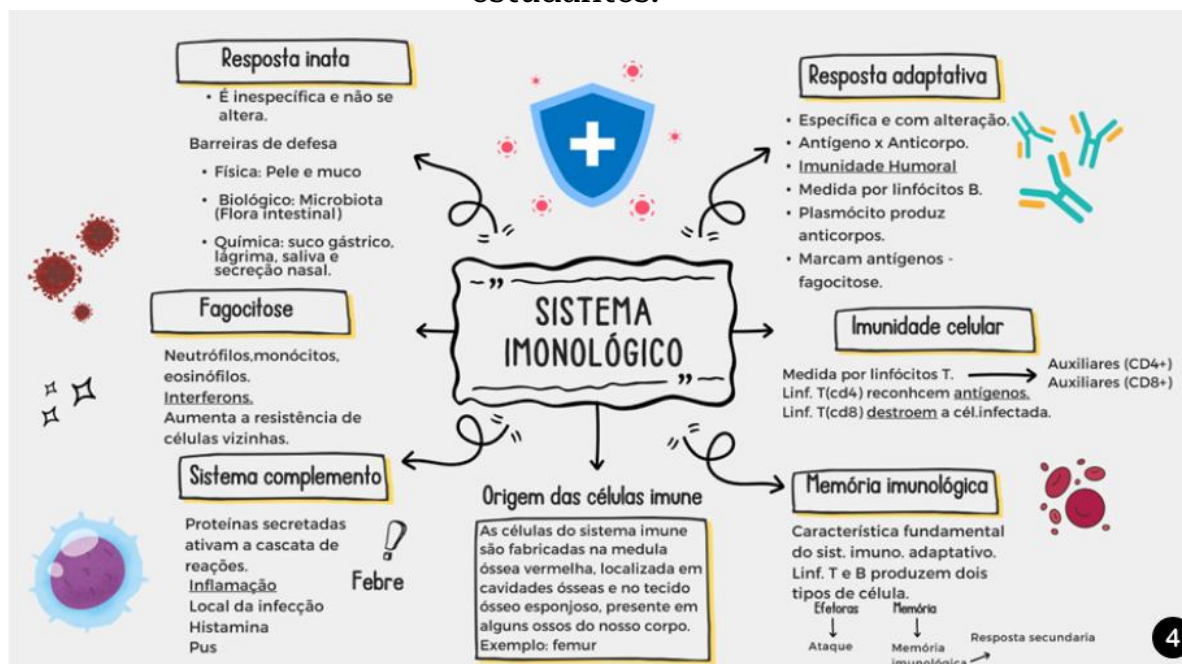 estudantes.
Resposta inata
• É inespecífica e não se
altera.
Barreiras de defesa
• Física: Pele e muco
• Biológico: Microbiota
(Flora intestinal)
• Química: suco gástrico,
lágrima, saliva e
secreção nasal.
Fagocitose
Neutrófilos,monócitos,
eosinófilos.
Interferons.
Aumenta a resistência de
células vizinhas.
Sistema complemento
Proteínas secretadas
ativam a cascata de
reações.
Inflamação
Local da infecção
Histamina
Pus
!
Febre
SISTEMA
IMONOLÓGICO
Origem das células imune
As células do sistema imune
são fabricadas na medula
óssea vermelha, localizada em
cavidades ósseas e no tecido
ósseo esponjoso, presente em
alguns ossos do nosso corpo.
Exemplo: femur
Resposta adaptativa
• Específica e com alteração.
• Antígeno x Anticorpo.
• Imunidade Humoral
• Medida por linfócitos B.
• Plasmócito produz
anticorpos.
• Marcam antígenos -
fagocitose.
Imunidade celular
Medida por linfócitos T.
Auxiliares (CD4+)
Auxiliares (CD8+)
Linf. T(cd4) reconhcem antígenos.
Linf. T(cd8) destroem a cél.infectada.
Memória imunológica
Característica fundamental
do sist. imuno. adaptativo.
Linf. T e B produzem dois
tipos de célula.
Efetoras Memória
Ataque
Memória
imunológica
Resposta secundaria
4